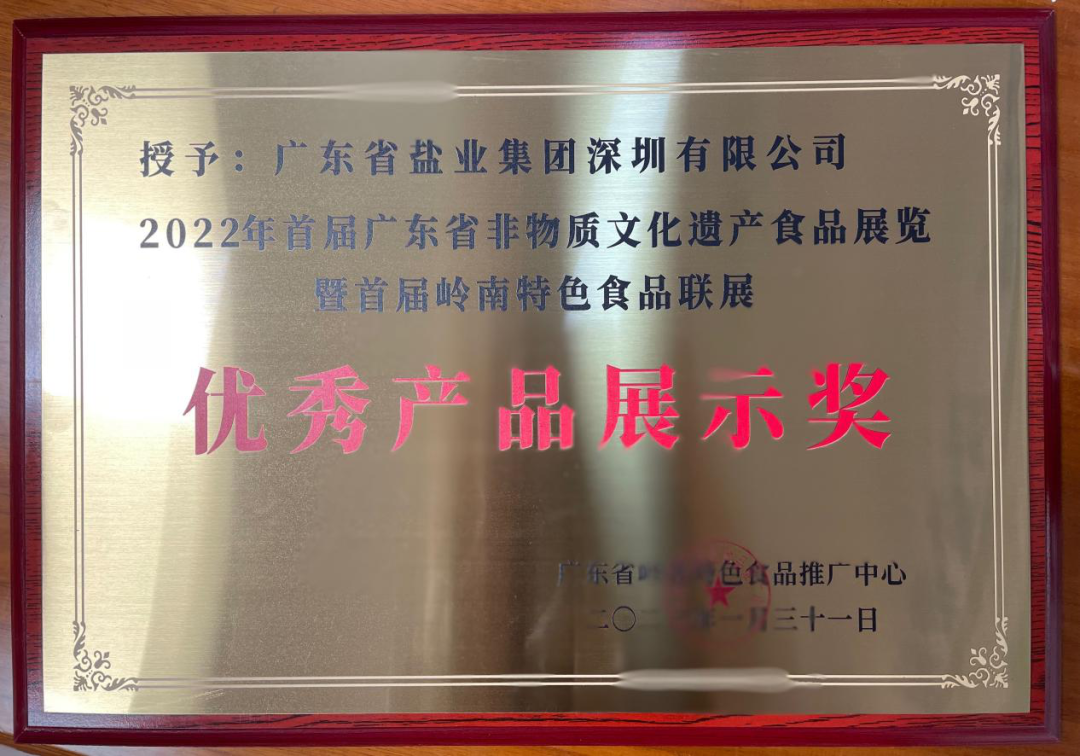 授予：广东省盐业集团深圳有限公司
2022年首届广东省非物质文化遗产食品展览
暨首届岭南特色食品联展
优秀产品展示奖
广东省 色食品推广中心
二〇二 年一月三十一日